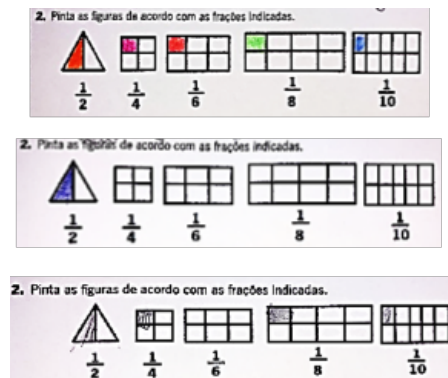 2. Pinta as figuras de acordo com as frações indicadas.
1/2 1/4 1/6 1/8 1/10
2. Pinta as figuras de acordo com as frações indicadas.
1/2 1/4 1/6 1/8 1/10
2. Pinta as figuras de acordo com as frações indicadas.
1/2 1/4 1/6 1/8 1/10